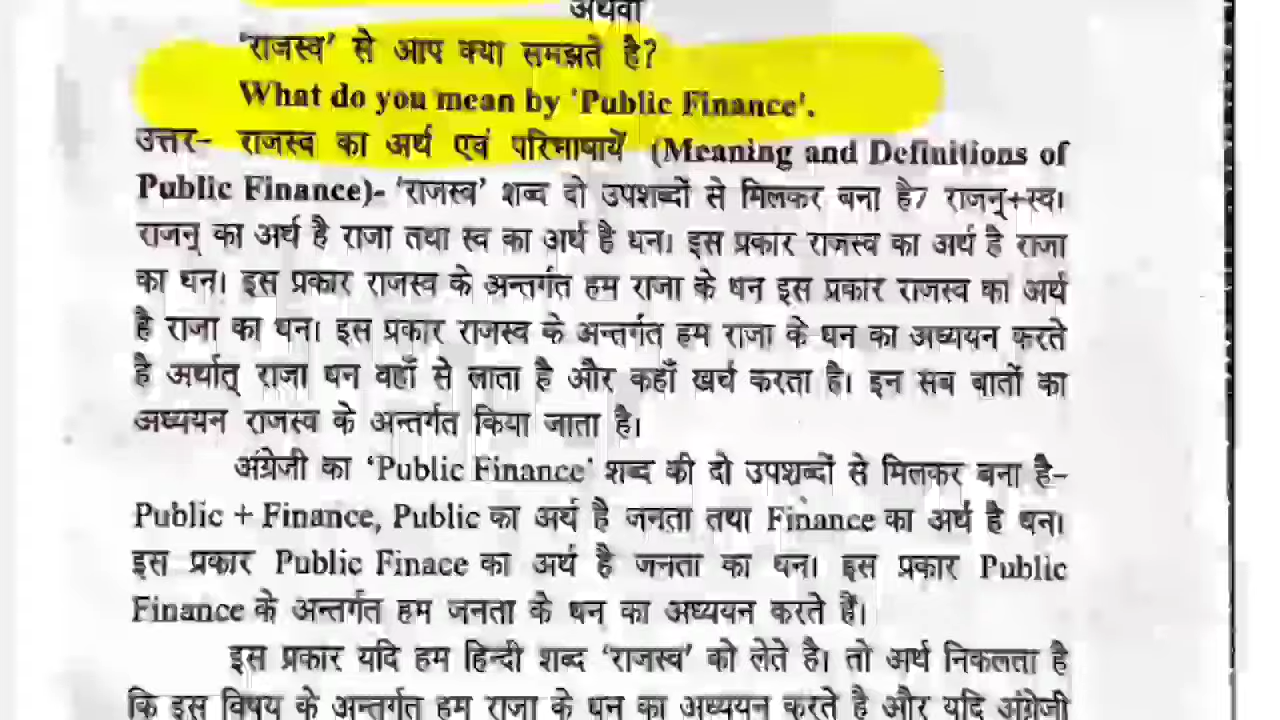 अथवा
'राजस्व' से आप क्या समझते है?
What do you mean by 'Public Finance'.
उत्तर- राजस्व का अर्थ एवं परिभाषायें (Meaning and Definitions of
Public Finance)- 'राजस्व' शब्द दो उपशब्दों से मिलकर बना है7 राजन्+स्व।
राजन् का अर्थ है राजा तथा स्व का अर्थ है धन। इस प्रकार राजस्व का अर्थ है राजा
का धन। इस प्रकार राजस्व के अन्तर्गत हम राजा के धन इस प्रकार राजस्व का अर्थ
है राजा का धन। इस प्रकार राजस्व के अन्तर्गत हम राजा के धन का अध्ययन करते
है अर्थात् राजा धन वहाँ से लाता है और कहाँ खर्च करता है। इन सब बातों का
अध्ययन राजस्व के अन्तर्गत किया जाता है।
अंग्रेजी का 'Public Finance' शब्द की दो उपशब्दों से मिलकर बना है-
Public + Finance, Public का अर्थ है जनता तथा Finance का अर्थ है धन।
इस प्रकार Public Finace का अर्थ है जनता का धन। इस प्रकार Public
Finance के अन्तर्गत हम जनता के धन का अध्ययन करते हैं।
इस प्रकार यदि हम हिन्दी शब्द 'राजस्व' को लेते है। तो अर्थ निकलता है
कि इस विषय के अन्तर्गत हम राजा के धन का अध्ययन करते है और यदि अंग्रेजी